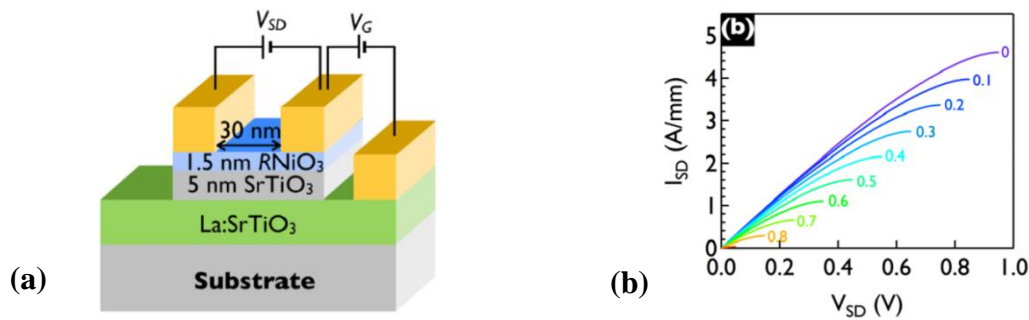 V_SD
V_G
30 nm
1.5 nm RNiO₃
5 nm SrTiO₃
La:SrTiO₃
Substrate
(a)
(b)
I_SD (A/mm)
5
4
3
2
1
0
0
0.1
0.2
0.3
0.4
0.5
0.6
0.7
0.8
0.0 0.2 0.4 0.6 0.8 1.0
V_SD (V)
(b)